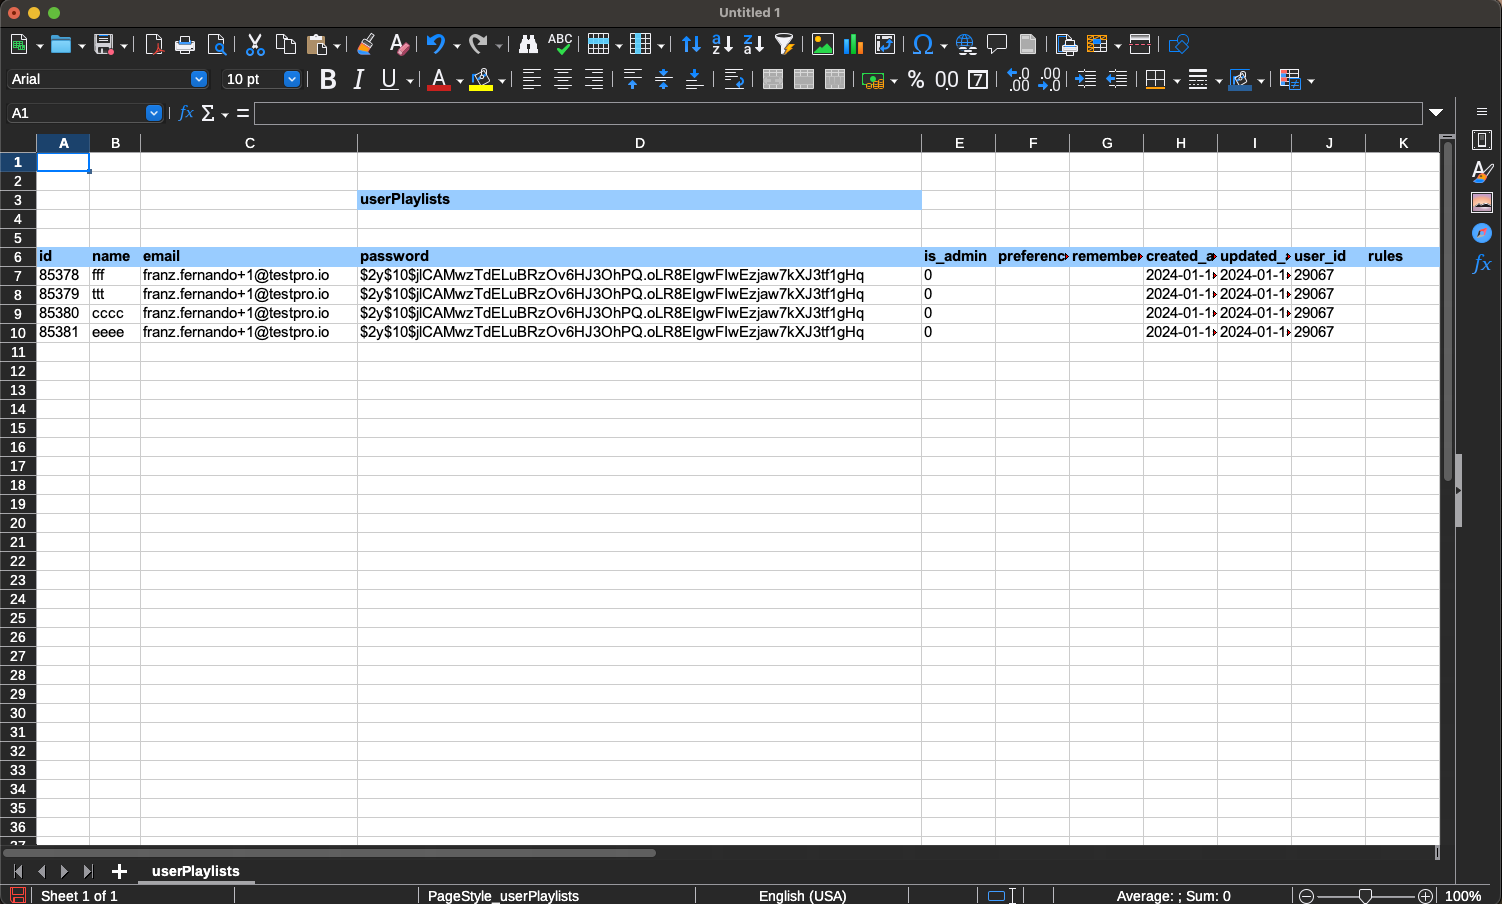 Untitled 1
Arial 10 pt
A1
A B C D E F G H I J K
1
2
3 userPlaylists
4
5
6 id name email password is_admin preferenc remember created_a updated_ user_id rules
7 85378 fff franz.fernando+1@testpro.io $2y$10$jlCAMwzTdELuBRzOv6HJ3OhPQ.oLR8EIgwFIwEzjaw7kXJ3tf1gHq 0 2024-01-1 2024-01-1 29067
8 85379 ttt franz.fernando+1@testpro.io $2y$10$jlCAMwzTdELuBRzOv6HJ3OhPQ.oLR8EIgwFIwEzjaw7kXJ3tf1gHq 0 2024-01-1 2024-01-1 29067
9 85380 cccc franz.fernando+1@testpro.io $2y$10$jlCAMwzTdELuBRzOv6HJ3OhPQ.oLR8EIgwFIwEzjaw7kXJ3tf1gHq 0 2024-01-1 2024-01-1 29067
10 85381 eeee franz.fernando+1@testpro.io $2y$10$jlCAMwzTdELuBRzOv6HJ3OhPQ.oLR8EIgwFIwEzjaw7kXJ3tf1gHq 0 2024-01-1 2024-01-1 29067
11
12
13
14
15
16
17
18
19
20
21
22
23
24
25
26
27
28
29
30
31
32
33
34
35
36
37
userPlaylists
Sheet 1 of 1 PageStyle_userPlaylists English (USA) Average: ; Sum: 0 100%